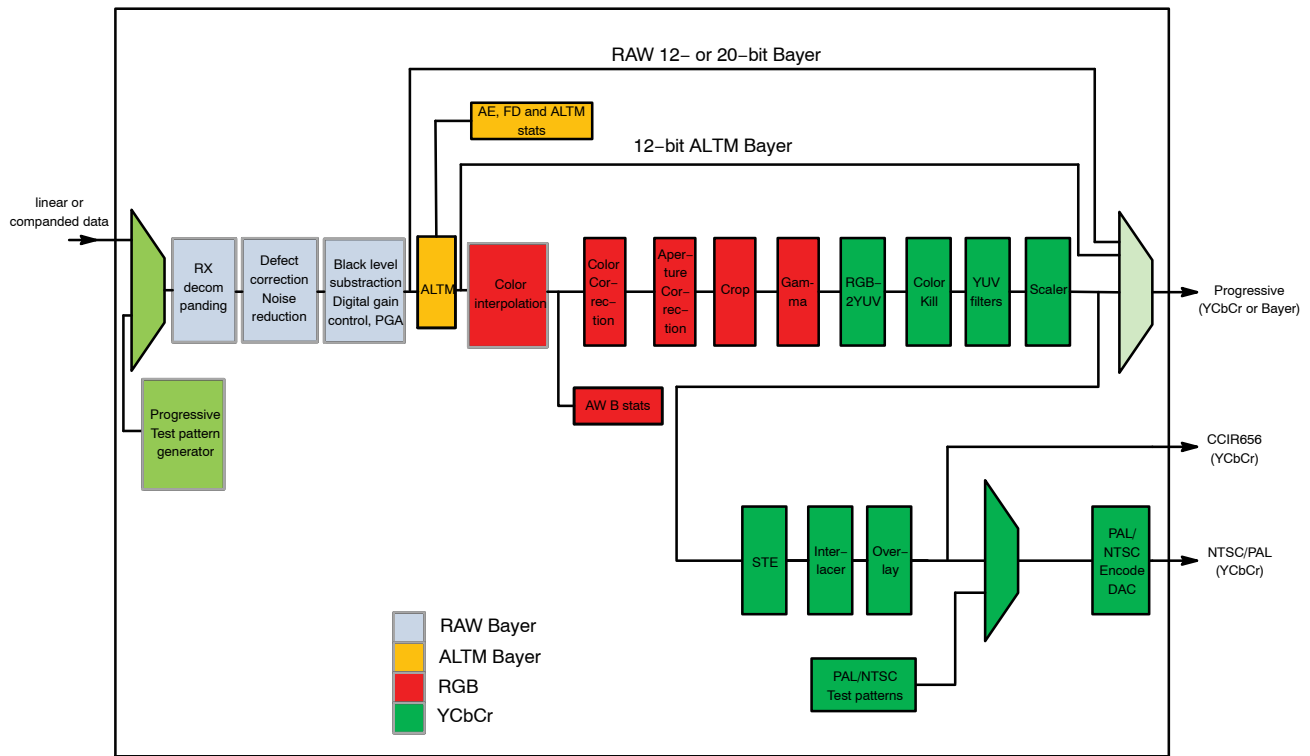 RAW 12- or 20-bit Bayer
AE, FD and ALTM
stats
12-bit ALTM Bayer
linear or
companded data
RX
decom
panding
Defect
correction
Noise
reduction
Black level
substraction
Digital gain
control, PGA
ALTM
Color
interpolation
Color
Cor-
rec-
tion
Aper-
ture
Cor-
rec-
tion
Crop
Gam-
ma
RGB-
2YUV
Color
Kill
YUV
filters
Scaler
Progressive
(YCbCr or Bayer)
Progressive
Test pattern
generator
AW B stats
CCIR656
(YCbCr)
STE
Inter-
lacer
Over-
lay
PAL/
NTSC
Encode
DAC
NTSC/PAL
(YCbCr)
PAL/NTSC
Test patterns
RAW Bayer
ALTM Bayer
RGB
YCbCr